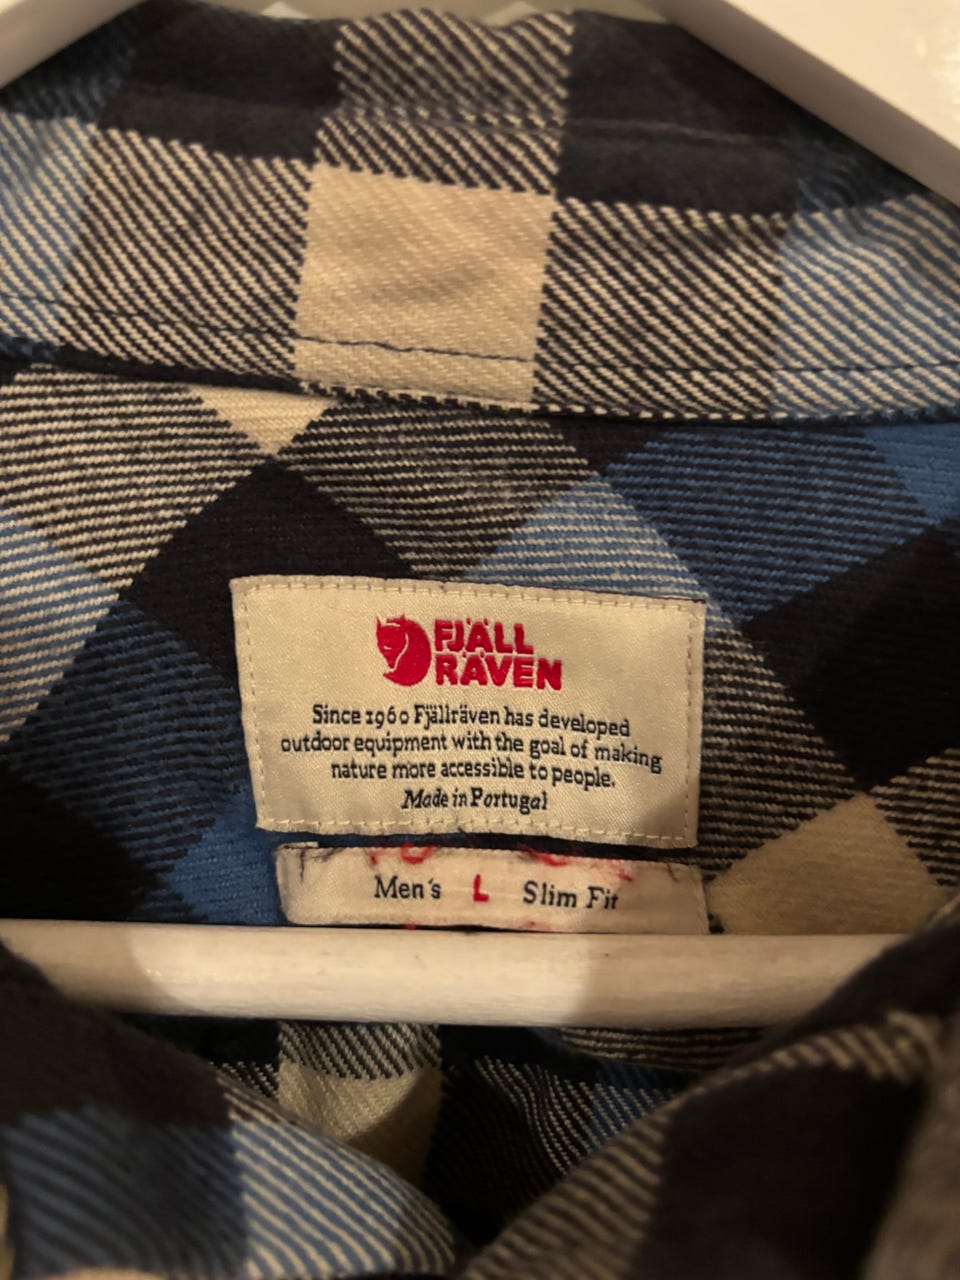 FJÄLL
RÄVEN
Since 1960 Fjällräven has developed
outdoor equipment with the goal of making
nature more accessible to people.
Made in Portugal
Men's L Slim Fit